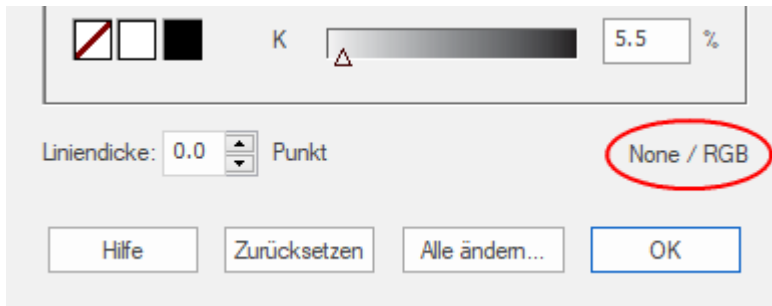 K 5.5 %
Liniendicke: 0.0 Punkt None / RGB
Hilfe Zurücksetzen Alle ändern... OK